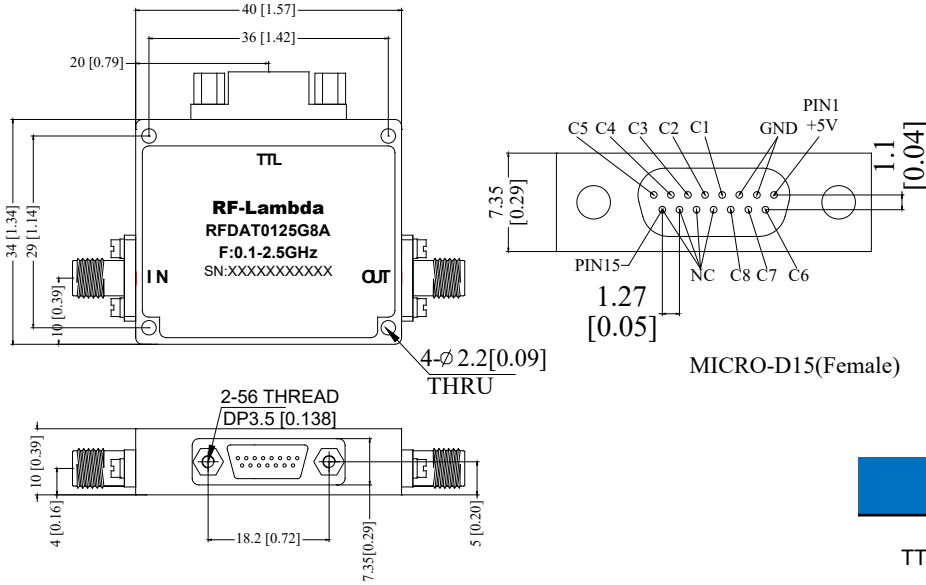 40 [1.57]
36 [1.42]
20 [0.79]
34 [1.34]
29 [1.14]
10 [0.39]
TTL
RF-Lambda
RFDAT0125G8A
F:0.1-2.5GHz
SN:XXXXXXXXXXX
IN
OUT
4-∅2.2[0.09]
THRU
PIN1
+5V
C5
C4
C3
C2
C1
GND
7.35
[0.29]
1.1
[0.04]
PIN15
NC
C8
C7
C6
1.27
[0.05]
MICRO-D15(Female)
2-56 THREAD
DP3.5 [0.138]
10 [0.39]
4 [0.16]
18.2 [0.72]
7.35[0.29]
5 [0.20]
TT